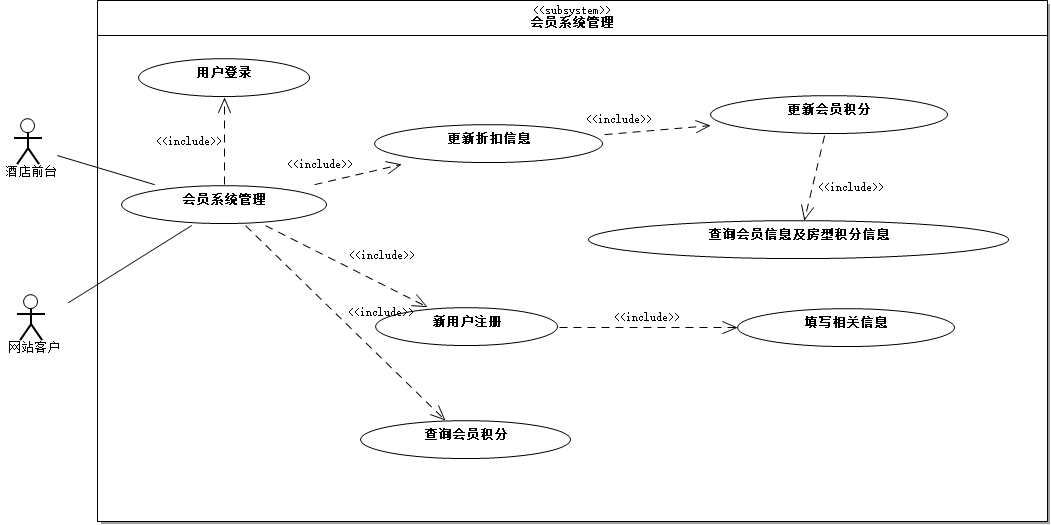 <<subsystem>>
会员系统管理
用户登录
更新会员积分
<<include>>
更新折扣信息
<<include>>
<<include>>
酒店前台
<<include>>
会员系统管理
查询会员信息及房型积分信息
<<include>>
<<include>>
新用户注册
<<include>>
填写相关信息
网站客户
查询会员积分